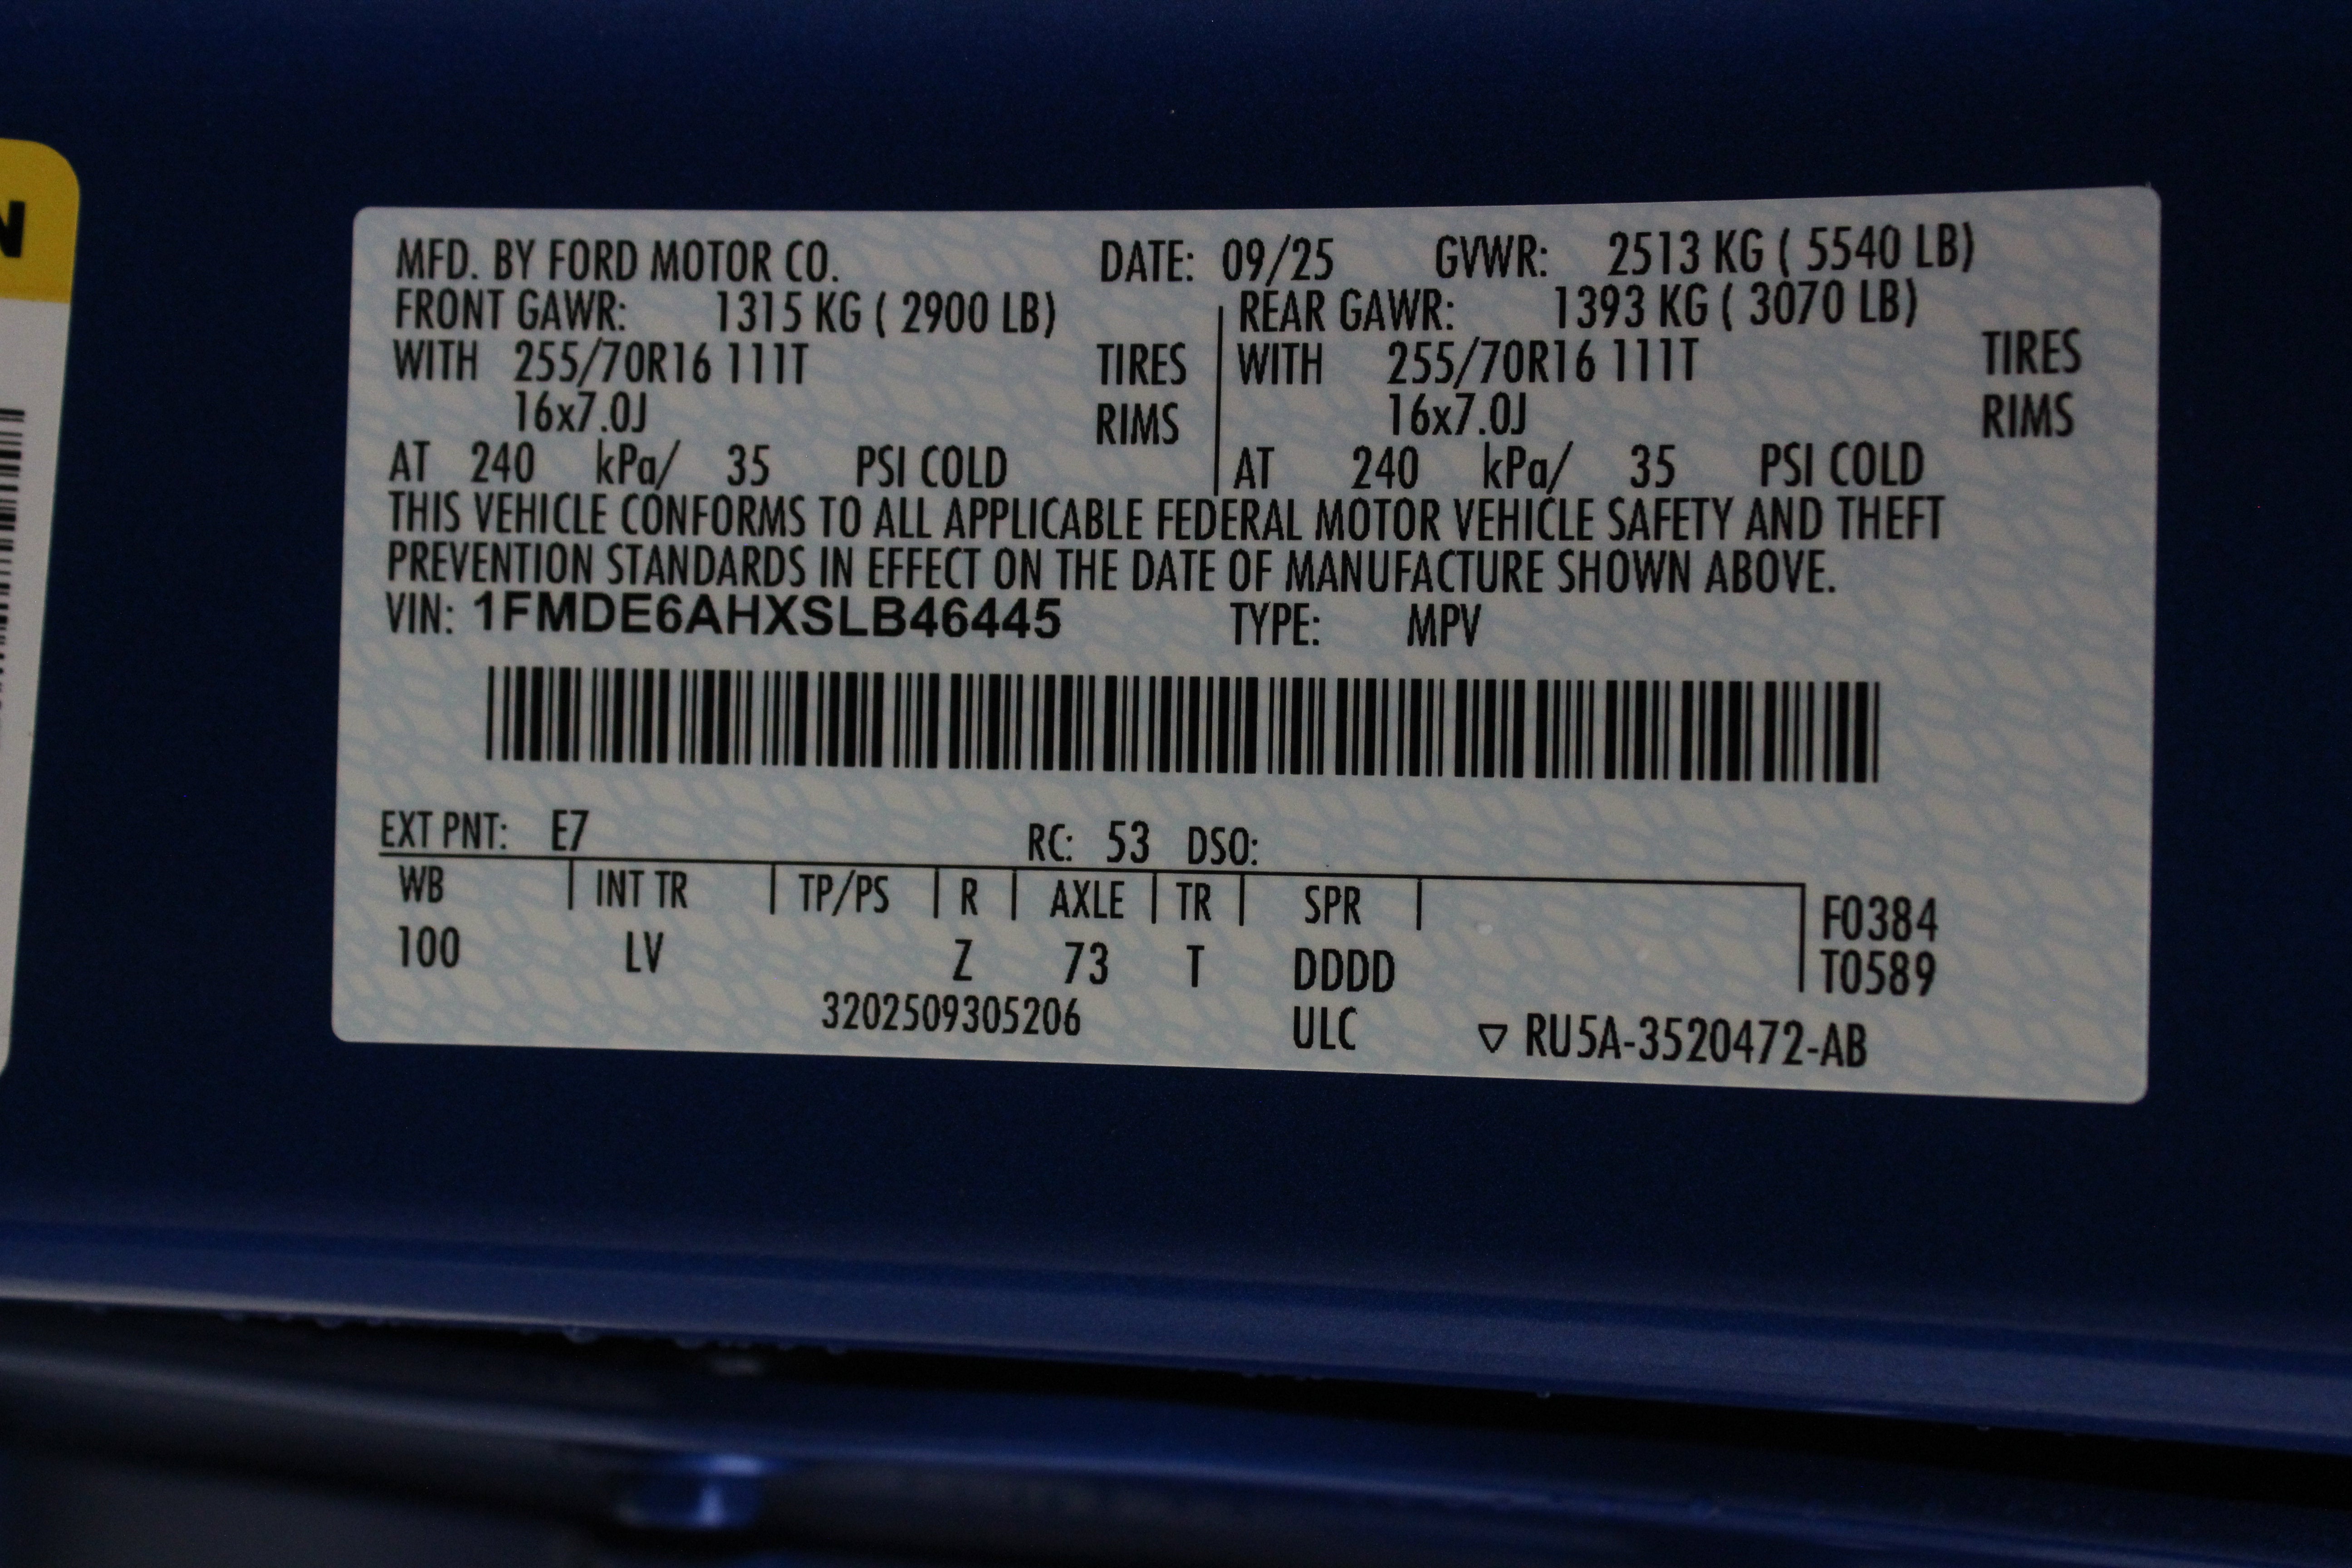 N
MFD. BY FORD MOTOR CO. DATE: 09/25 GVWR: 2513 KG ( 5540 LB)
FRONT GAWR: 1315 KG ( 2900 LB) REAR GAWR: 1393 KG ( 3070 LB)
WITH 255/70R16 111T TIRES WITH 255/70R16 111T TIRES
16x7.0J RIMS 16x7.0J RIMS
AT 240 kPa/ 35 PSI COLD AT 240 kPa/ 35 PSI COLD
THIS VEHICLE CONFORMS TO ALL APPLICABLE FEDERAL MOTOR VEHICLE SAFETY AND THEFT
PREVENTION STANDARDS IN EFFECT ON THE DATE OF MANUFACTURE SHOWN ABOVE.
VIN: 1FMDE6AHXSLB46445 TYPE: MPV
EXT PNT: E7 RC: 53 DSO:
WB INT TR TP/PS R AXLE TR SPR F0384
100 LV Z 73 T DDDD T0589
3202509305206 ULC ▽ RU5A-3520472-AB